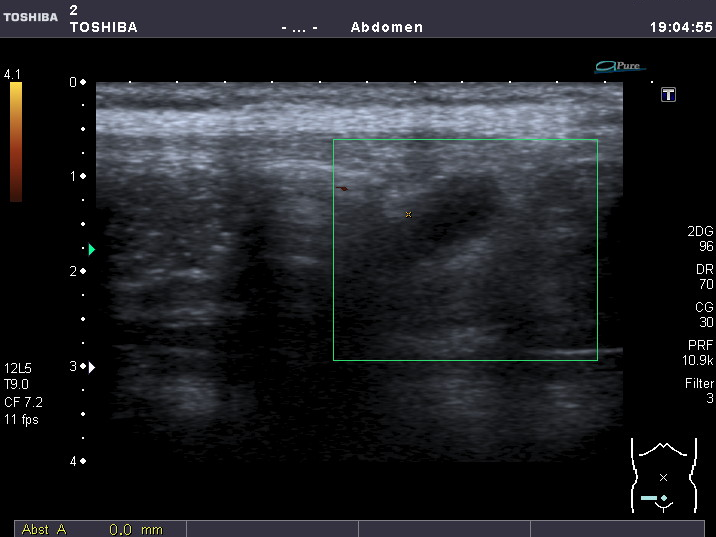 2
TOSHIBA
TOSHIBA
- ... -
Abdomen
19:04:55
4.1
0
Pure
T
1
2
3
4
2DG
96
DR
70
CG
30
PRF
10.9k
Filter
3
12L5
T9.0
CF 7.2
11 fps
Abst A 0.0 mm